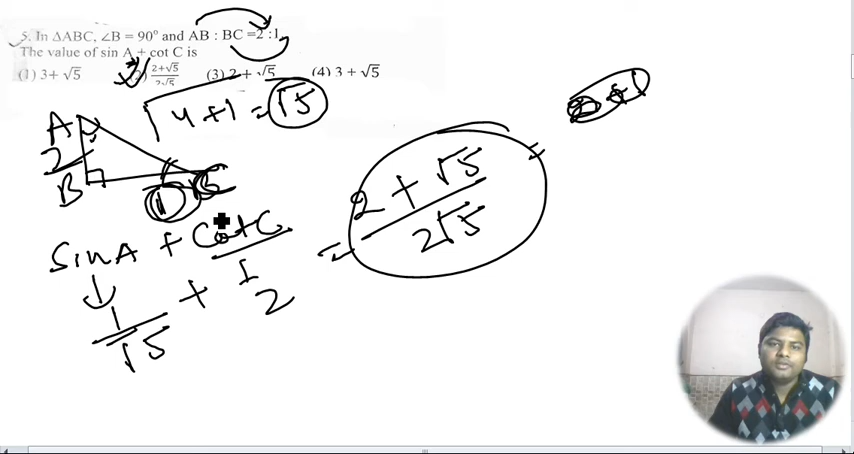 5. In ΔABC, ∠B = 90° and AB : BC = 2 : 1.
The value of sin A + cot C is
(1) 3+ √5 (2) 2+√5/2√5 (3) 2 + √5 (4) 3 + √5
√4+1 = √5
A
2
B
1
sinA + cotC = 2+√5/2√5 =
1/√5 + 1/2